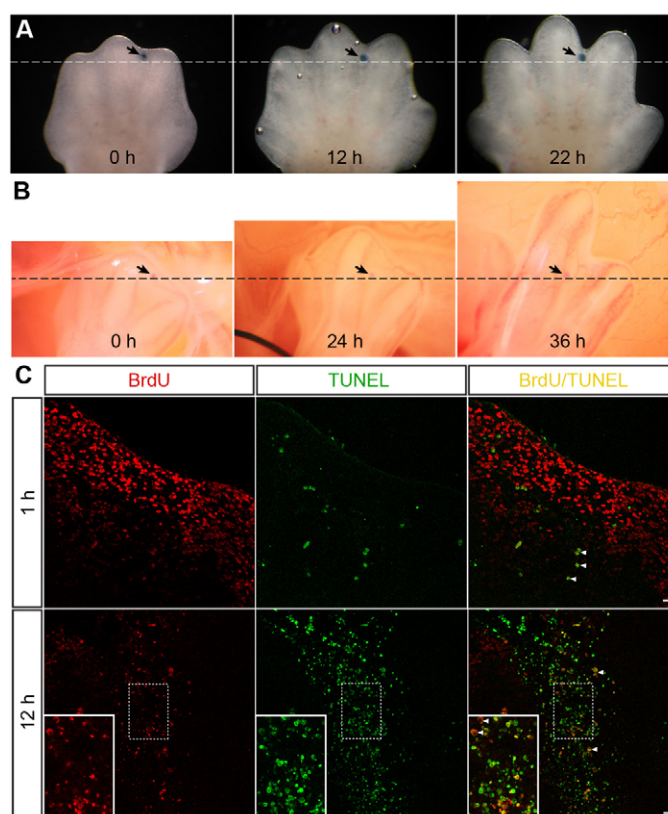 A
0 h
12 h
22 h
B
0 h
24 h
36 h
C
BrdU
TUNEL
BrdU/TUNEL
1 h
12 h